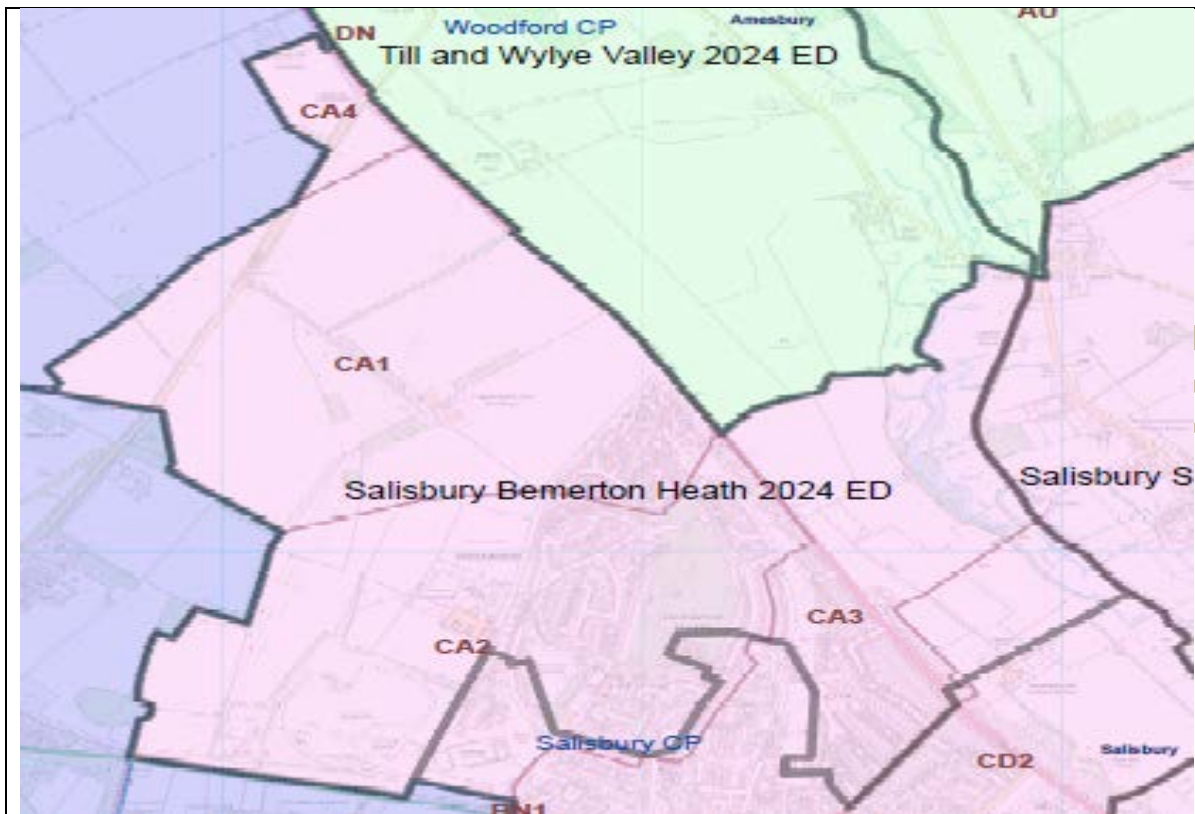 AU
Amesbury
Woodford CP
DN
Till and Wylye Valley 2024 ED
CA4
CA1
Salisbury Bemerton Heath 2024 ED
Salisbury S
CA3
CA2
Salisbury CP
Salisbury
CD2